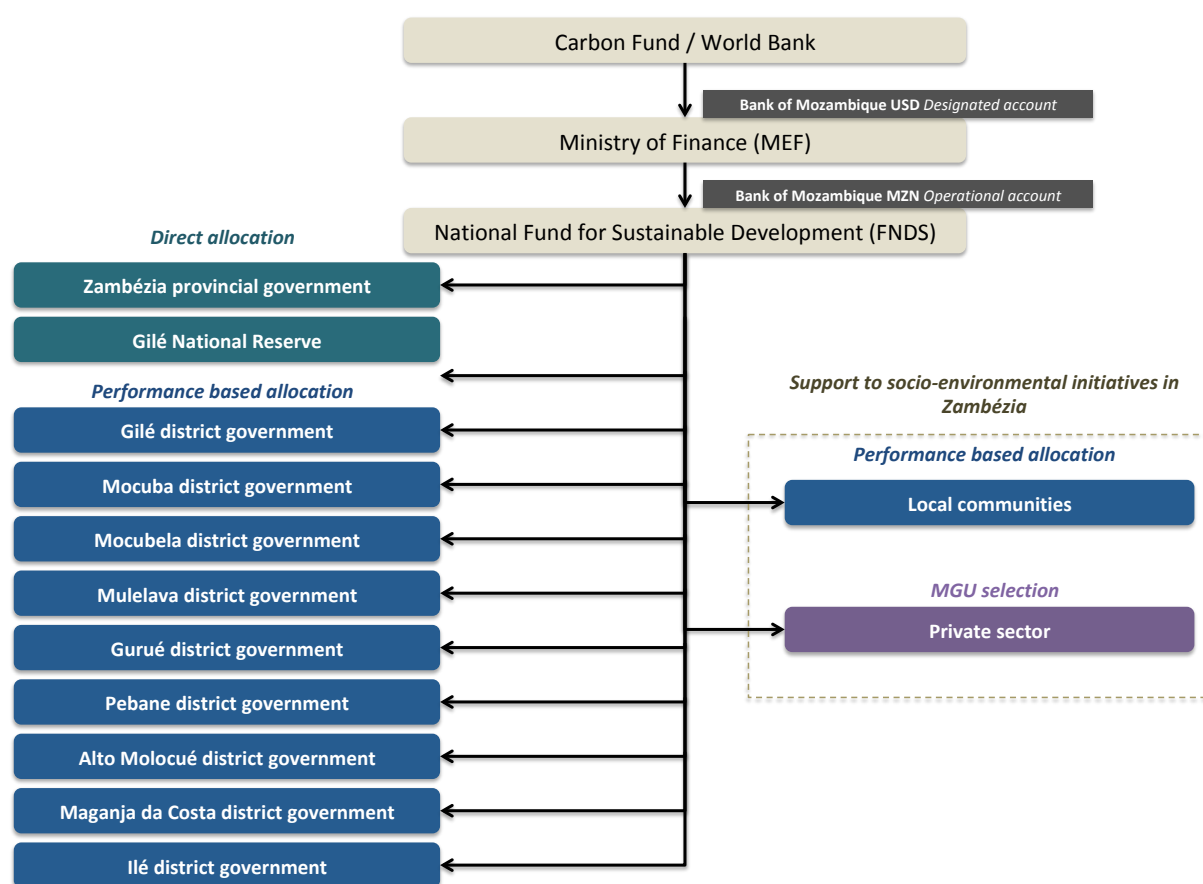 Carbon Fund / World Bank
Bank of Mozambique USD Designated account
Ministry of Finance (MEF)
Bank of Mozambique MZN Operational account
National Fund for Sustainable Development (FNDS)
Direct allocation
Zambézia provincial government
Gilé National Reserve
Performance based allocation
Gilé district government
Mocuba district government
Mocubela district government
Mulelava district government
Gurué district government
Pebane district government
Alto Molocué district government
Maganja da Costa district government
Ilé district government
Support to socio-environmental initiatives in
Zambézia
Performance based allocation
Local communities
MGU selection
Private sector